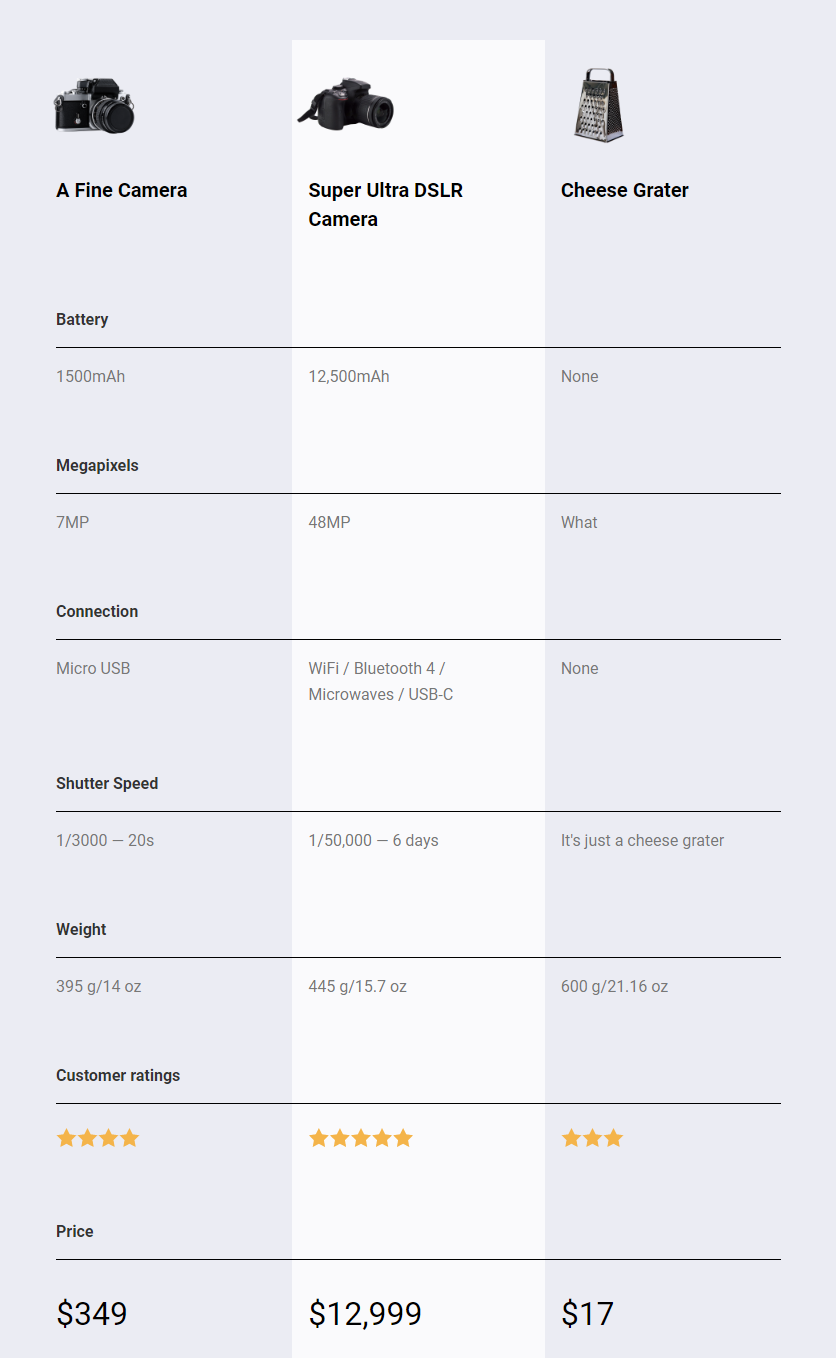 A Fine Camera
Super Ultra DSLR
Camera
Cheese Grater
Battery
1500mAh
12,500mAh
None
Megapixels
7MP
48MP
What
Connection
Micro USB
WiFi / Bluetooth 4 /
Microwaves / USB-C
None
Shutter Speed
1/3000 — 20s
1/50,000 — 6 days
It's just a cheese grater
Weight
395 g/14 oz
445 g/15.7 oz
600 g/21.16 oz
Customer ratings
Price
$349
$12,999
$17